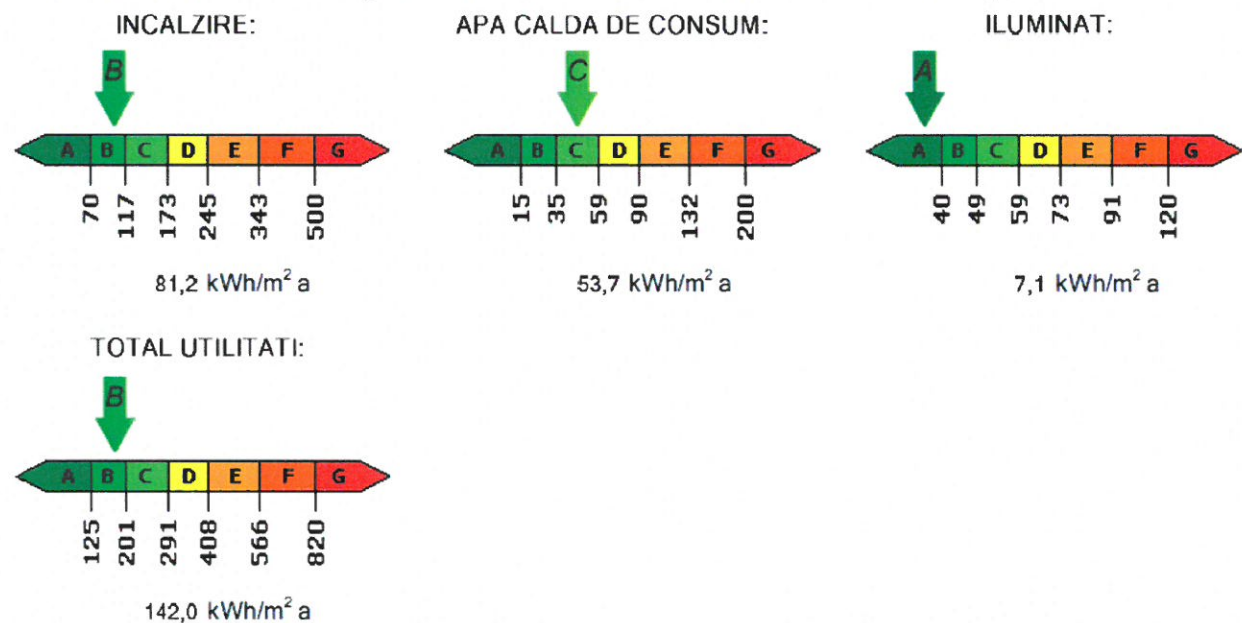 INCALZIRE:
B
A B C D E F G
70 117 173 245 343 500
81,2 kWh/m² a
APA CALDA DE CONSUM:
C
A B C D E F G
15 35 59 90 132 200
53,7 kWh/m² a
ILUMINAT:
A
A B C D E F G
40 49 59 73 91 120
7,1 kWh/m² a
TOTAL UTILITATI:
B
A B C D E F G
125 201 291 408 566 820
142,0 kWh/m² a